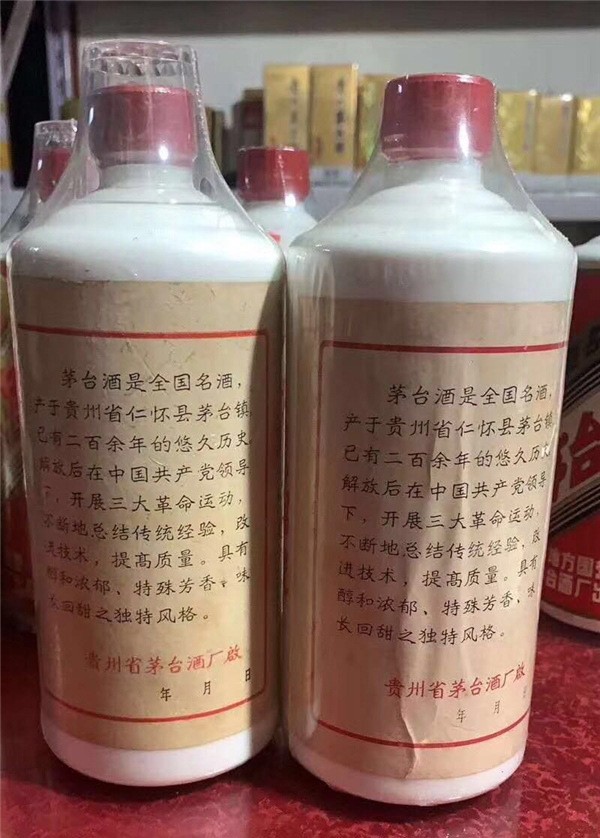 茅台酒是全国名酒，
产于贵州省仁怀县茅台镇
已有二百余年的悠久历史
解放后在中国共产党领导
下，开展三大革命运动，
不断地总结传统经验，改
进技术，提高质量。具有
醇和浓郁、特殊芳香、味
长回甜之独特风格。
贵州省茅台酒厂啟
年 月 日
茅台酒是全国名酒，
产于贵州省仁怀县茅台镇
已有二百余年的悠久历史
解放后在中国共产党领导
下，开展三大革命运动，
不断地总结传统经验，改
进技术，提高质量。具有
醇和浓郁、特殊芳香、味
长回甜之独特风格。
贵州省茅台酒厂啟
年 月 日
地方国
台酒厂